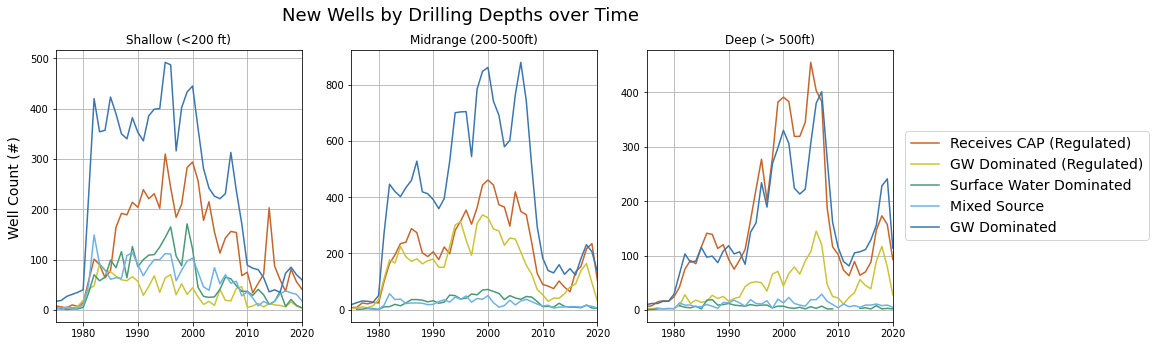 New Wells by Drilling Depths over Time
Shallow (<200 ft)
Midrange (200-500ft)
Deep (> 500ft)
Well Count (#)
500
400
300
200
100
0
1980 1990 2000 2010 2020
800
600
400
200
0
1980 1990 2000 2010 2020
400
300
200
100
0
1980 1990 2000 2010 2020
Receives CAP (Regulated)
GW Dominated (Regulated)
Surface Water Dominated
Mixed Source
GW Dominated